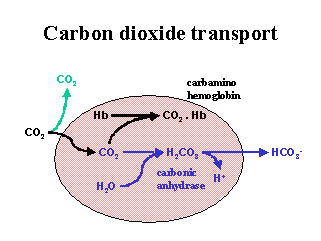 Carbon dioxide transport
CO2
carbamino
hemoglobin
Hb
CO2 . Hb
CO2
CO2
H2CO3
HCO3-
carbonic
anhydrase
H+
H2O